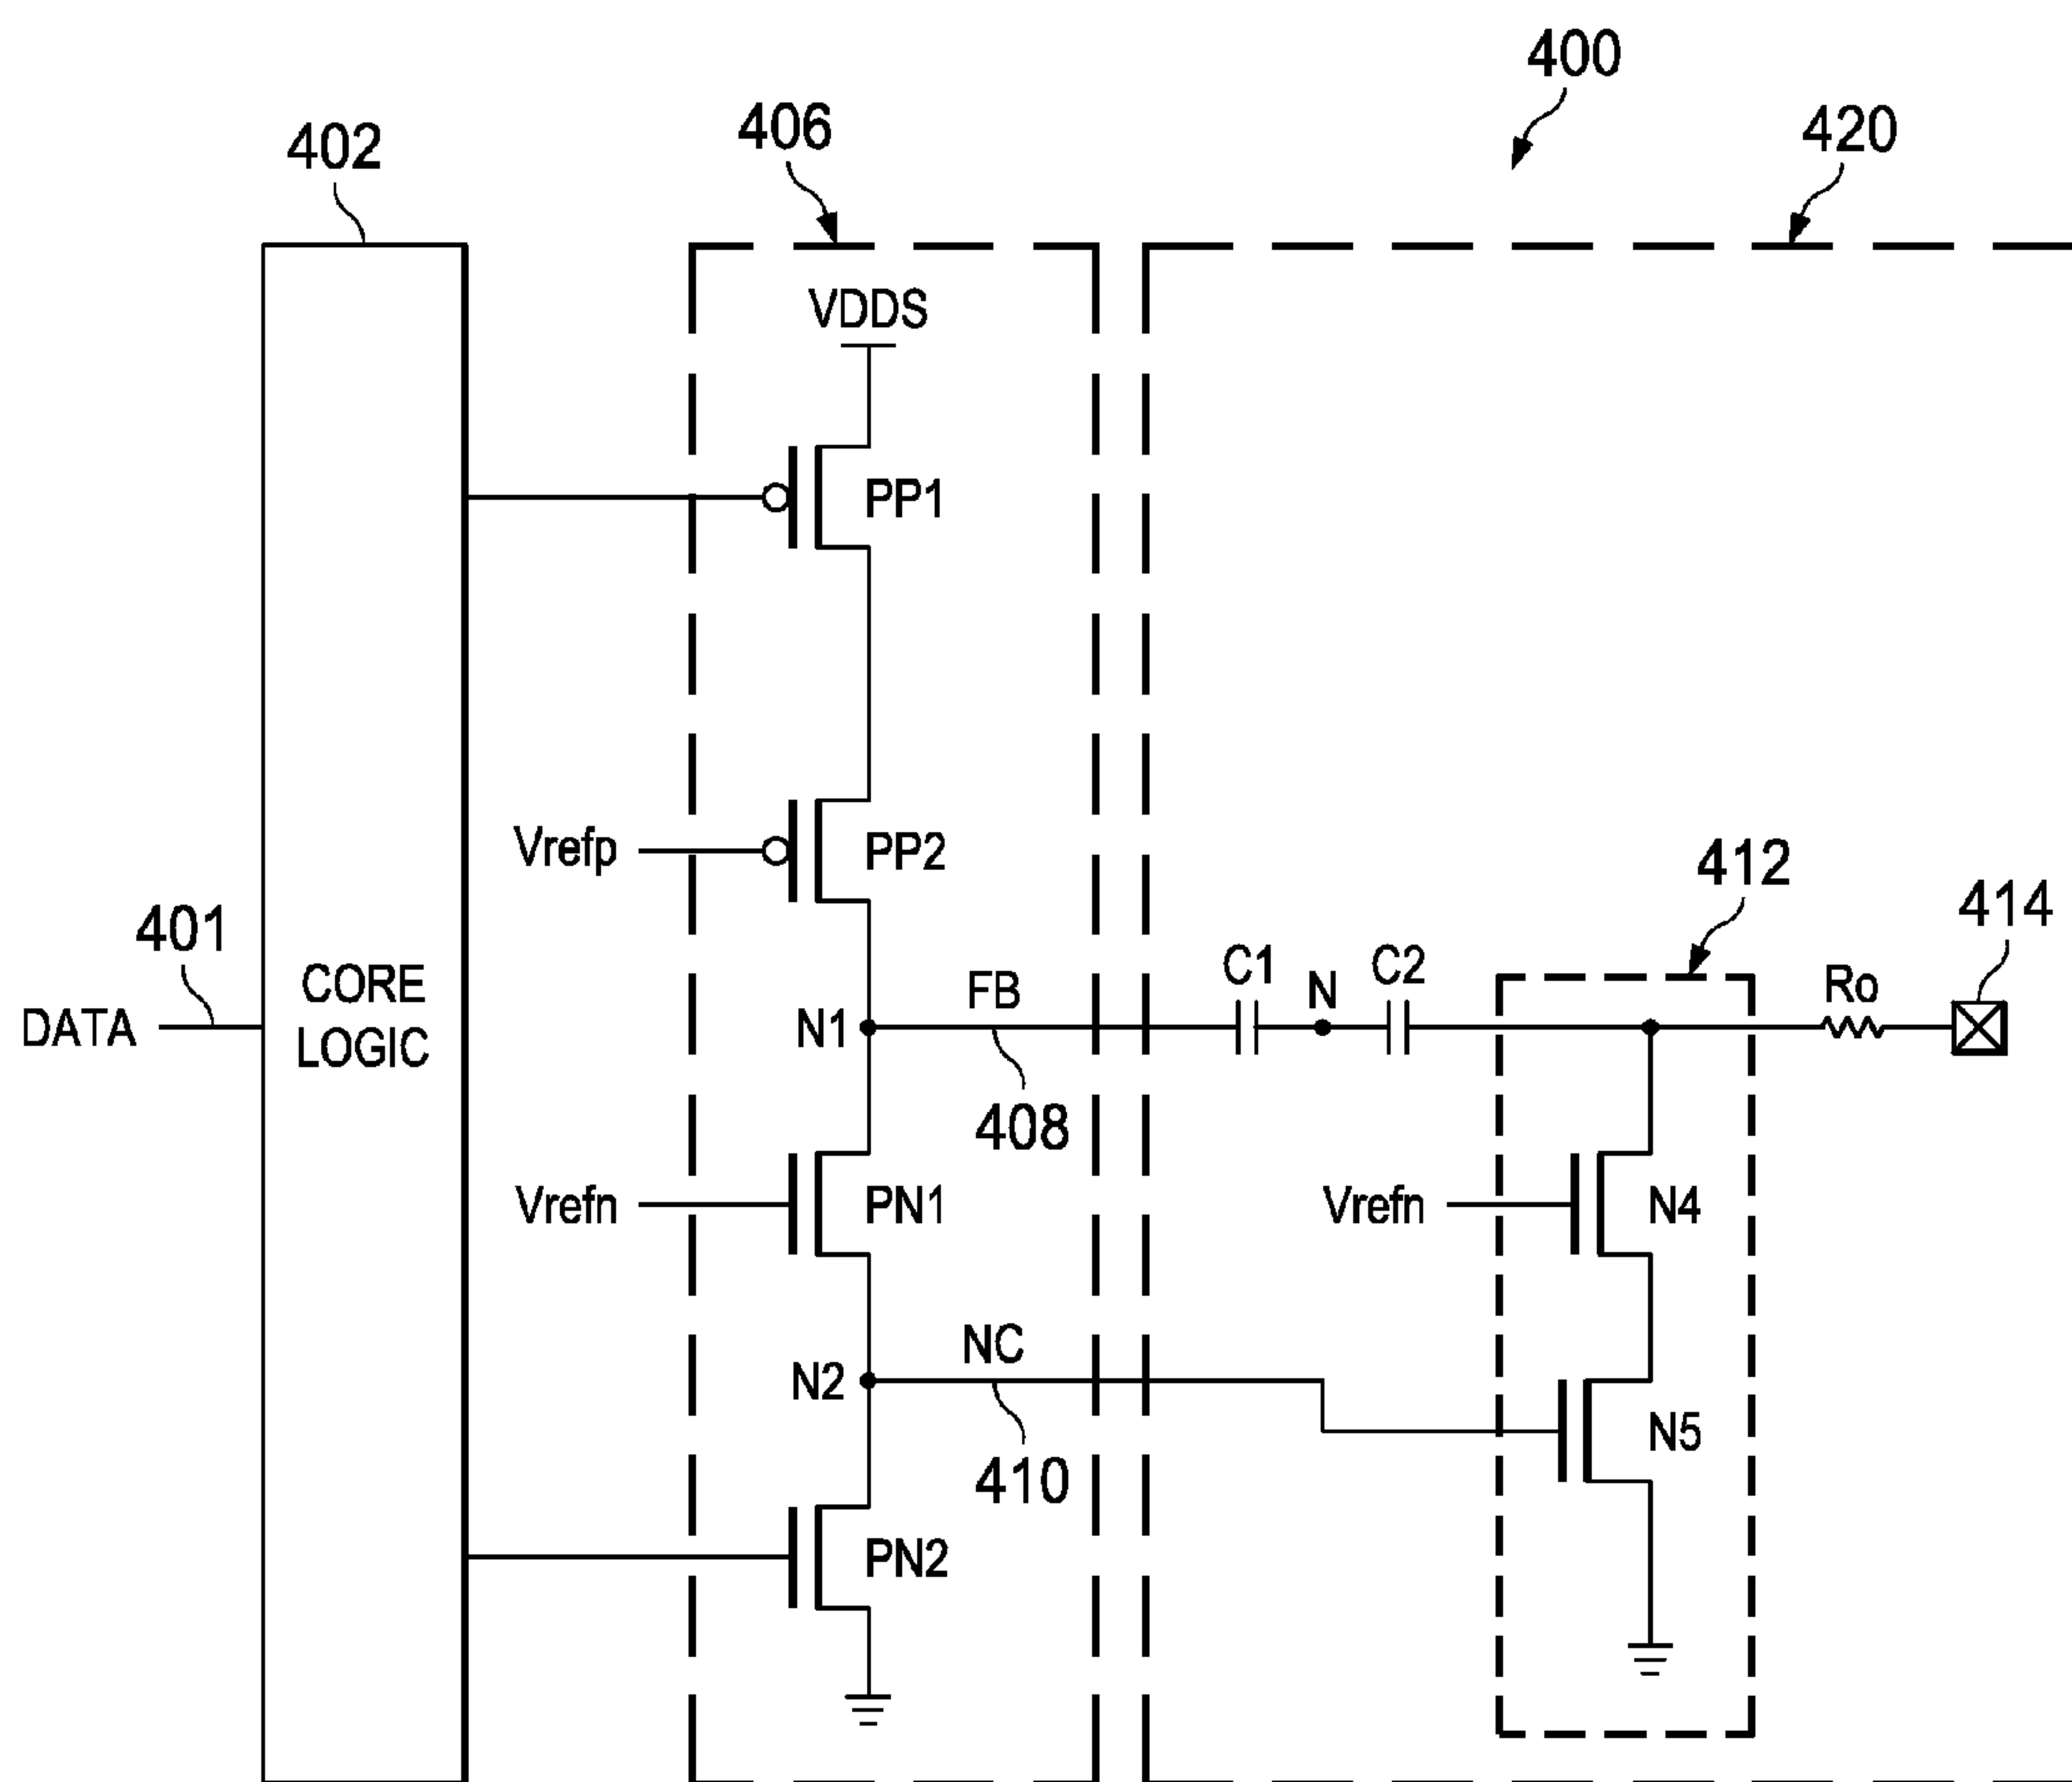 400
420
406
402
VDDS
PP1
Vrefp
PP2
412
414
401
DATA
CORE
LOGIC
N1
FB
C1
N
C2
Ro
408
Vrefn
PN1
Vrefn
N4
N2
NC
N5
410
PN2